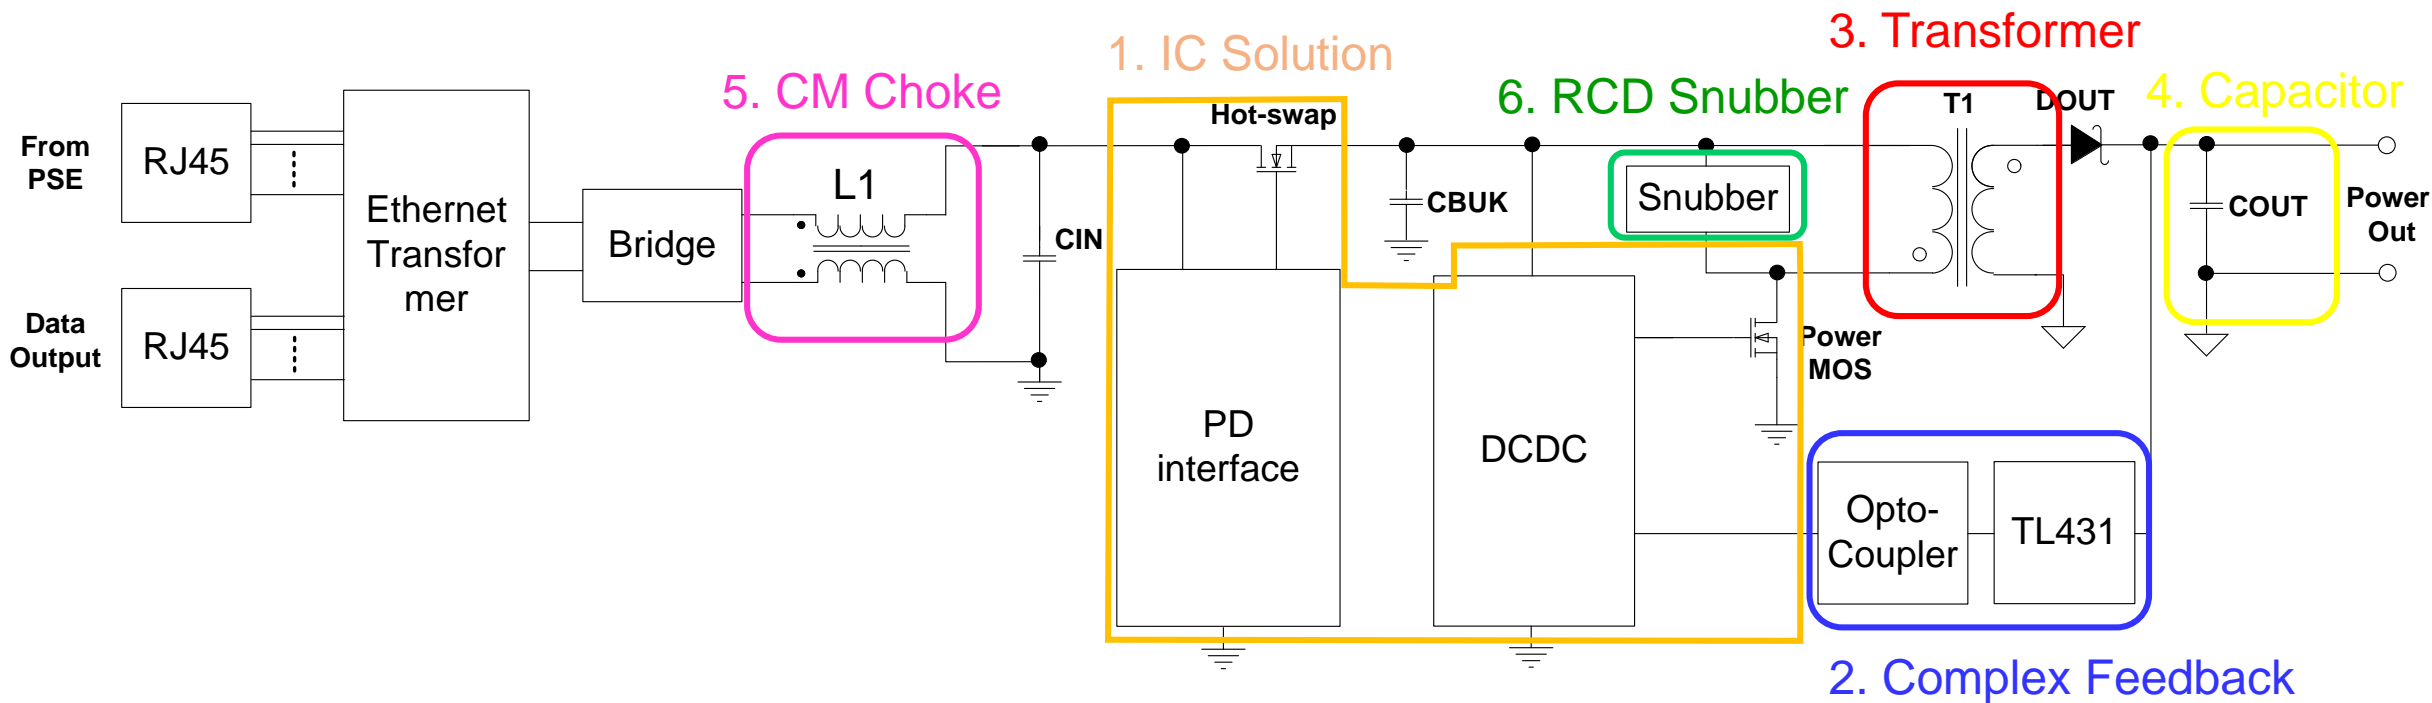 3. Transformer
1. IC Solution
5. CM Choke
6. RCD Snubber
4. Capacitor
T1
DOUT
Hot-swap
From
PSE
RJ45
L1
Snubber
Ethernet
Transfor
mer
Bridge
CIN
CBUK
COUT
Power
Out
Data
Output
RJ45
Power
MOS
PD
interface
DCDC
Opto-
Coupler
TL431
2. Complex Feedback